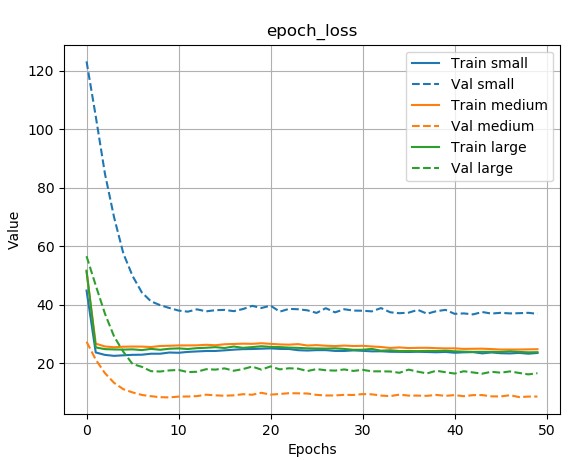 epoch_loss
Train small
Val small
Train medium
Val medium
Train large
Val large
120
100
80
60
40
20
Value
0 10 20 30 40 50
Epochs